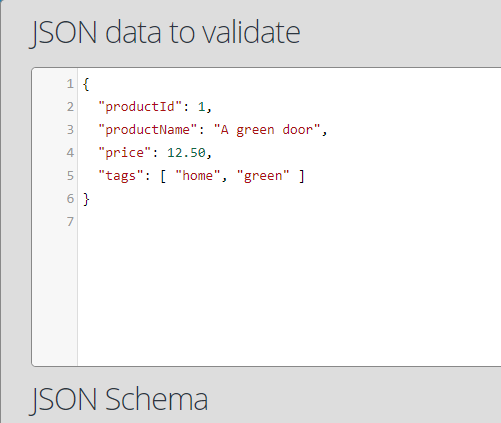 JSON data to validate
1 {
2   "productId": 1,
3   "productName": "A green door",
4   "price": 12.50,
5   "tags": [ "home", "green" ]
6 }
7
JSON Schema